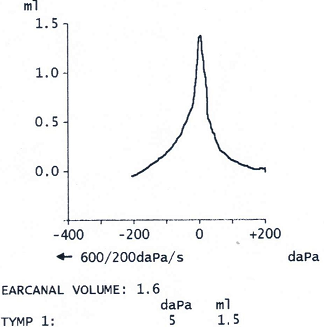 ml
1.5
1.0
0.5
0.0
-400 -200 0 +200
← 600/200daPa/s daPa
EARCANAL VOLUME: 1.6
daPa ml
TYMP 1: 5 1.5